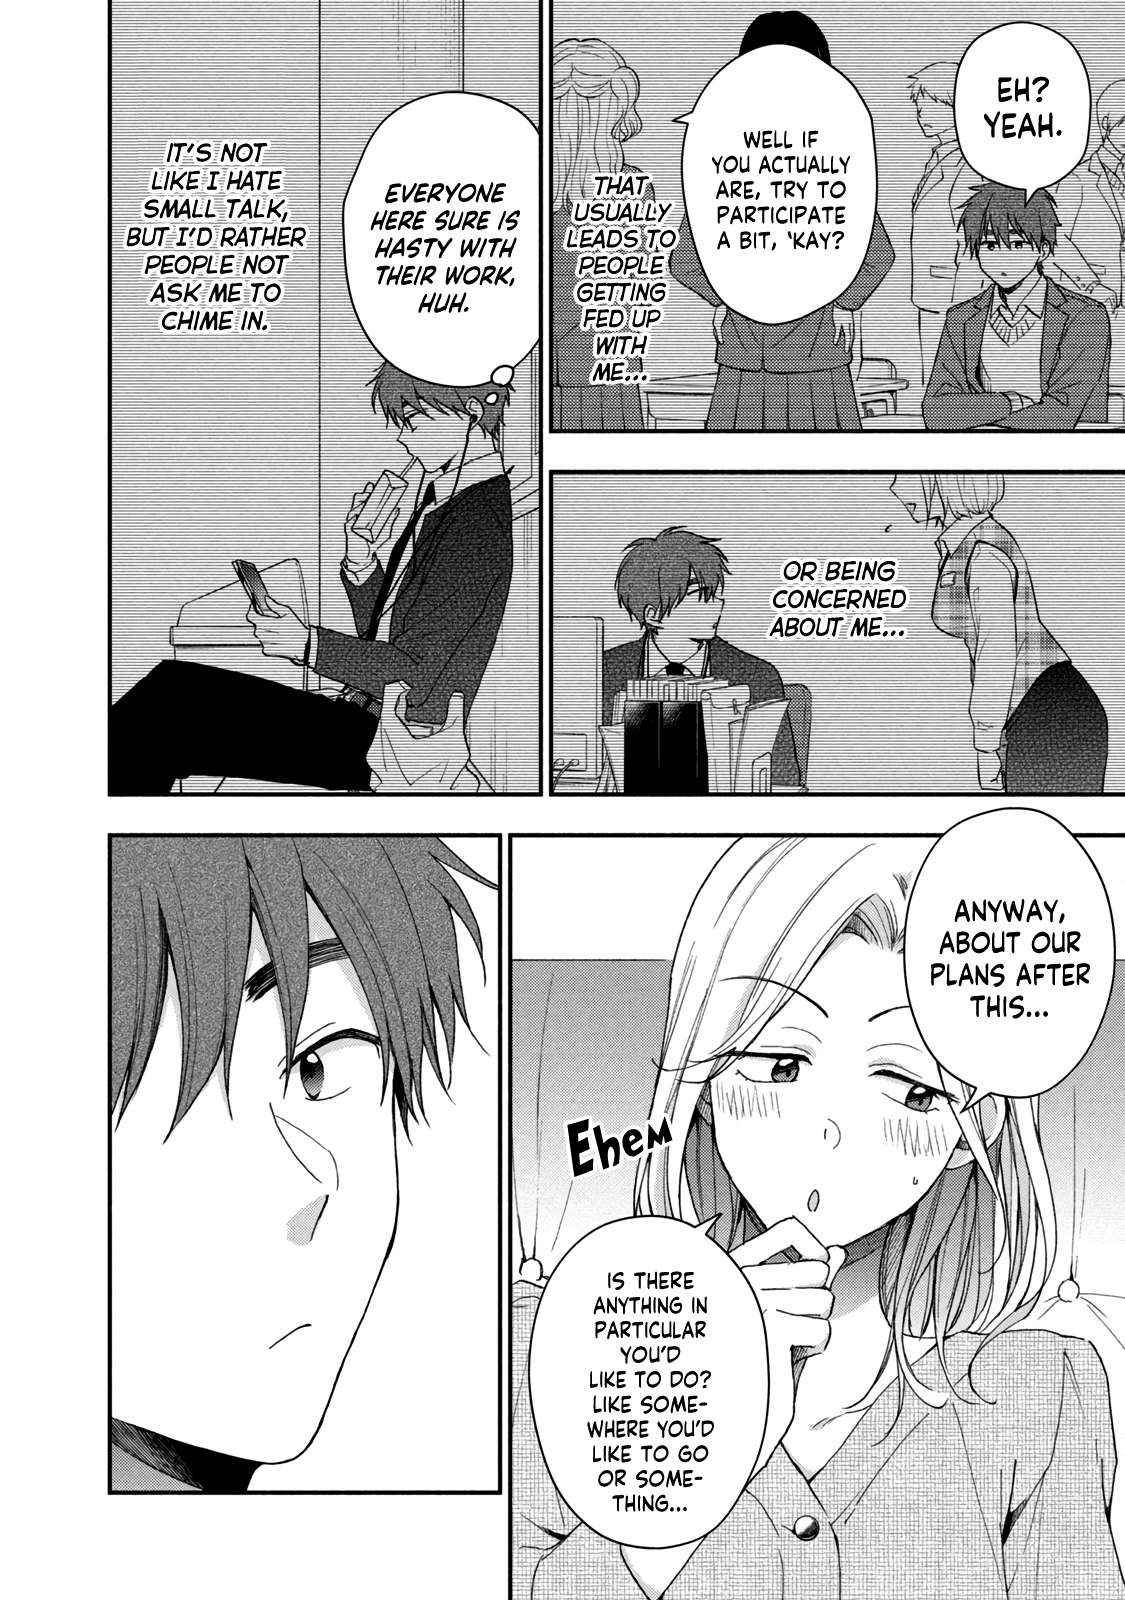 EH?
YEAH.
WELL IF
YOU ACTUALLY
ARE, TRY TO
PARTICIPATE
A BIT, 'KAY?
THAT
USUALLY
LEADS TO
PEOPLE
GETTING
FED UP
WITH
ME...
OR BEING
CONCERNED
ABOUT ME...
EVERYONE
HERE SURE IS
HASTY WITH
THEIR WORK,
HUH.
IT'S NOT
LIKE I HATE
SMALL TALK,
BUT I'D RATHER
PEOPLE NOT
ASK ME TO
CHIME IN.
ANYWAY,
ABOUT OUR
PLANS AFTER
THIS...
EHEM
IS THERE
ANYTHING IN
PARTICULAR
YOU'D
LIKE TO DO?
LIKE SOME-
WHERE YOU'D
LIKE TO GO
OR SOME-
THING...